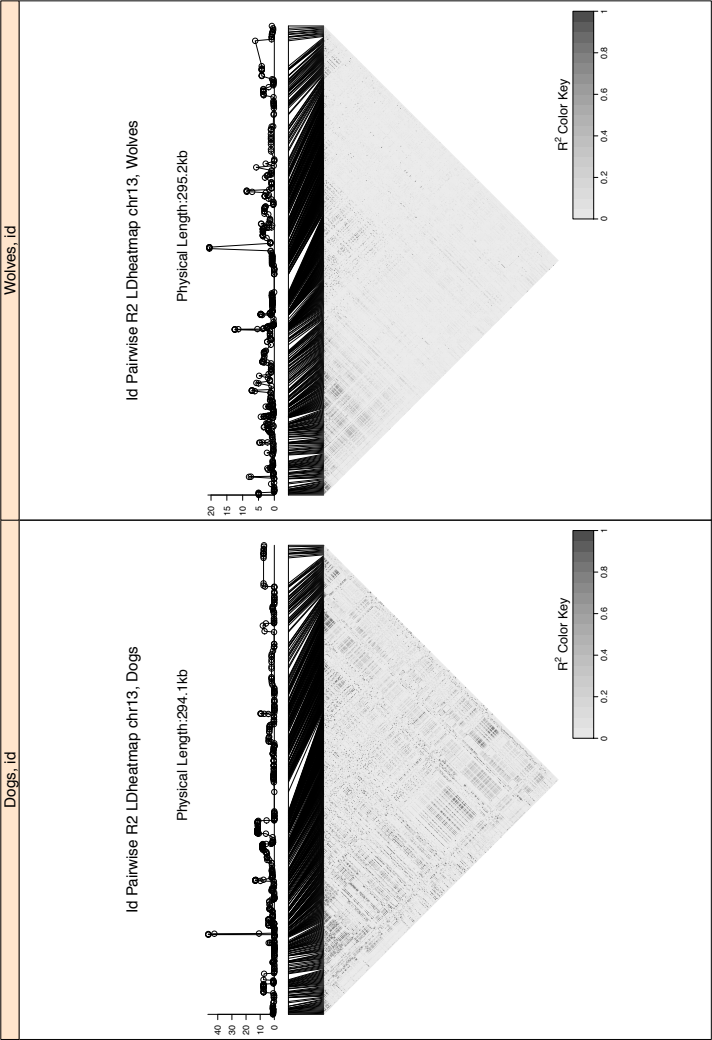 Dogs, id
Id Pairwise R2 LDheatmap chr13, Dogs
Physical Length:294.1kb
40
30
20
10
0
R² Color Key
0 0.2 0.4 0.6 0.8 1
Wolves, id
Id Pairwise R2 LDheatmap chr13, Wolves
Physical Length:295.2kb
20
15
10
5
0
R² Color Key
0 0.2 0.4 0.6 0.8 1